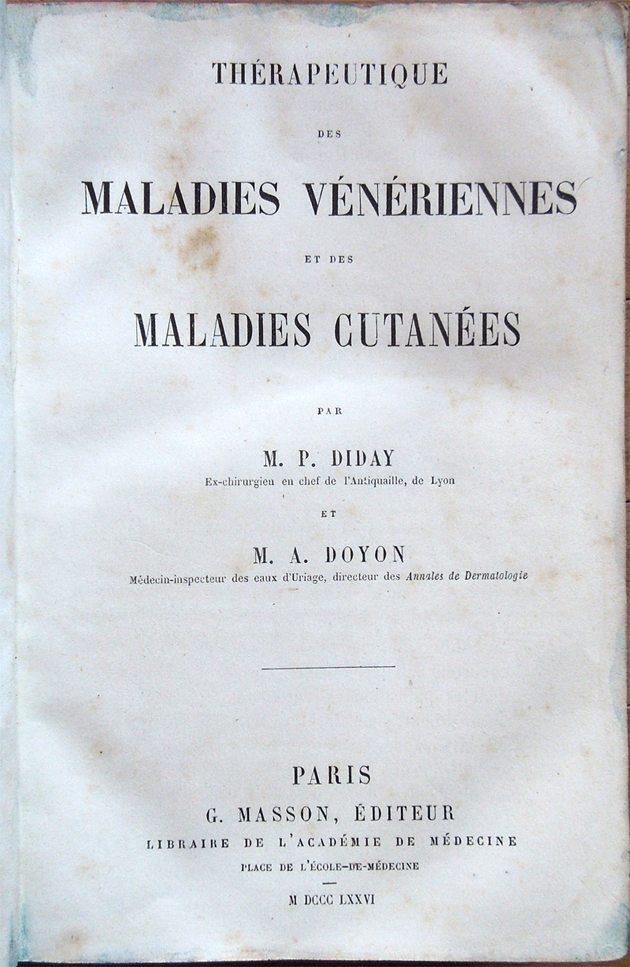 THÉRAPEUTIQUE
DES
MALADIES VÉNÉRIENNES
ET DES
MALADIES CUTANÉES
PAR
M. P. DIDAY
Ex-chirurgien en chef de l'Antiquaille, de Lyon
ET
M. A. DOYON
Médecin-inspecteur des eaux d'Uriage, directeur des Annales de Dermatologie
PARIS
G. MASSON, ÉDITEUR
LIBRAIRE DE L'ACADÉMIE DE MÉDECINE
PLACE DE L'ÉCOLE-DE-MÉDECINE
M DCCC LXXVI